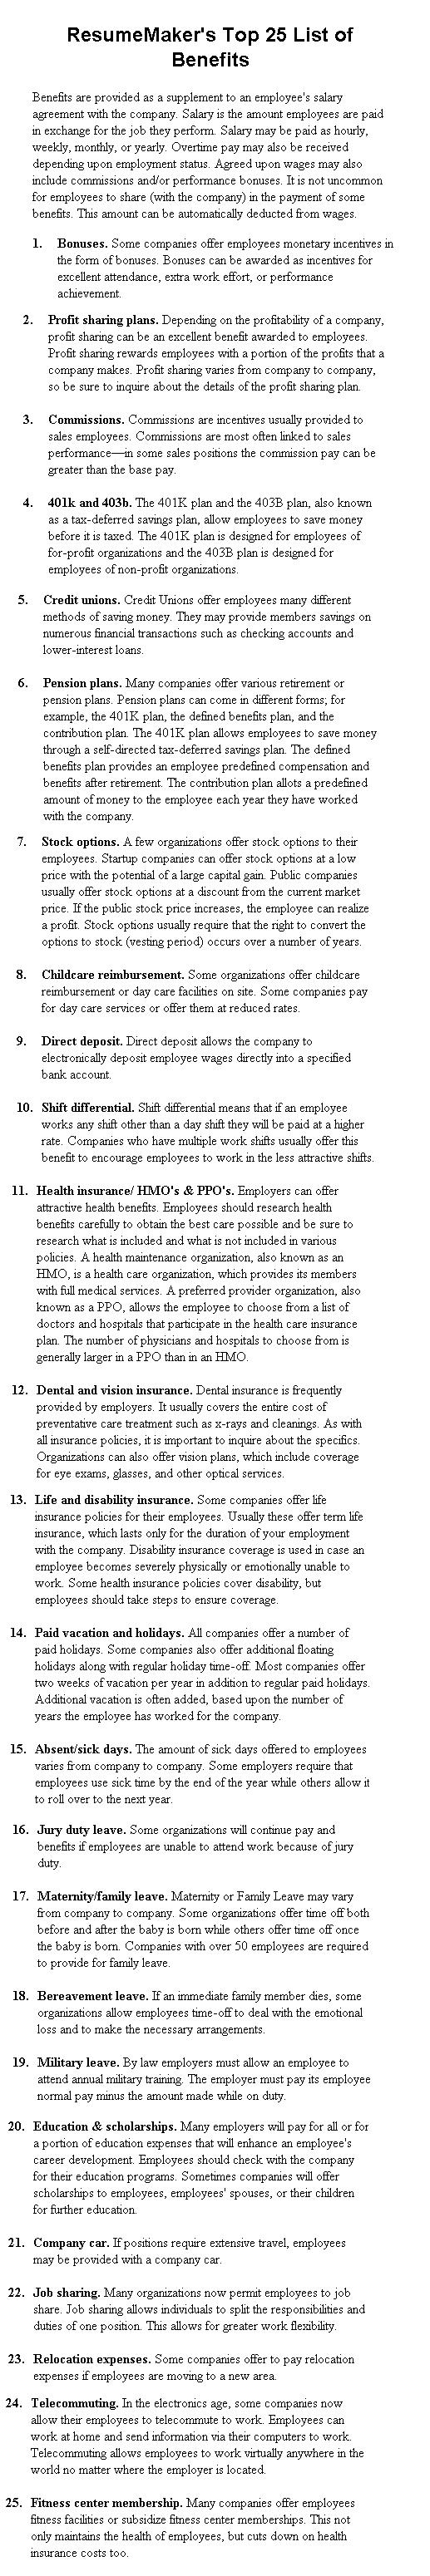 ResumeMaker's Top 25 List of
Benefits
Benefits are provided as a supplement to an employee's salary
agreement with the company. Salary is the amount employees are paid
in exchange for the job they perform. Salary may be paid as hourly,
weekly, monthly, or yearly. Overtime pay may also be received
depending upon employment status. Agreed upon wages may also
include commissions and/or performance bonuses. It is not uncommon
for employees to share (with the company) in the payment of some
benefits. This amount can be automatically deducted from wages.
1. Bonuses. Some companies offer employees monetary incentives in
the form of bonuses. Bonuses can be awarded as incentives for
excellent attendance, extra work effort, or performance
achievement.
2. Profit sharing plans. Depending on the profitability of a company,
profit sharing can be an excellent benefit awarded to employees.
Profit sharing rewards employees with a portion of the profits that a
company makes. Profit sharing varies from company to company,
so be sure to inquire about the details of the profit sharing plan.
3. Commissions. Commissions are incentives usually provided to
sales employees. Commissions are most often linked to sales
performance—in some sales positions the commission pay can be
greater than the base pay.
4. 401k and 403b. The 401K plan and the 403B plan, also known
as a tax-deferred savings plan, allow employees to save money
before it is taxed. The 401K plan is designed for employees of
for-profit organizations and the 403B plan is designed for
employees of non-profit organizations.
5. Credit unions. Credit Unions offer employees many different
methods of saving money. They may provide members savings on
numerous financial transactions such as checking accounts and
lower-interest loans.
6. Pension plans. Many companies offer various retirement or
pension plans. Pension plans can come in different forms; for
example, the 401K plan, the defined benefits plan, and the
contribution plan. The 401K plan allows employees to save money
through a self-directed tax-deferred savings plan. The defined
benefits plan provides an employee predefined compensation and
benefits after retirement. The contribution plan allots a predefined
amount of money to the employee each year they have worked
with the company.
7. Stock options. A few organizations offer stock options to their
employees. Startup companies can offer stock options at a low
price with the potential of a large capital gain. Public companies
usually offer stock options at a discount from the current market
price. If the public stock price increases, the employee can realize
a profit. Stock options usually require that the right to convert the
options to stock (vesting period) occurs over a number of years.
8. Childcare reimbursement. Some organizations offer childcare
reimbursement or day care facilities on site. Some companies pay
for day care services or offer them at reduced rates.
9. Direct deposit. Direct deposit allows the company to
electronically deposit employee wages directly into a specified
bank account.
10. Shift differential. Shift differential means that if an employee
works any shift other than a day shift they will be paid at a higher
rate. Companies who have multiple work shifts usually offer this
benefit to encourage employees to work in the less attractive shifts.
11. Health insurance/ HMO's & PPO's. Employers can offer
attractive health benefits. Employees should research health
benefits carefully to obtain the best care possible and be sure to
research what is included and what is not included in various
policies. A health maintenance organization, also known as an
HMO, is a health care organization, which provides its members
with full medical services. A preferred provider organization, also
known as a PPO, allows the employee to choose from a list of
doctors and hospitals that participate in the health care insurance
plan. The number of physicians and hospitals to choose from is
generally larger in a PPO than in an HMO.
12. Dental and vision insurance. Dental insurance is frequently
provided by employers. It usually covers the entire cost of
preventative care treatment such as x-rays and cleanings. As with
all insurance policies, it is important to inquire about the specifics.
Organizations can also offer vision plans, which include coverage
for eye exams, glasses, and other optical services.
13. Life and disability insurance. Some companies offer life
insurance policies for their employees. Usually these offer term life
insurance, which lasts only for the duration of your employment
with the company. Disability insurance coverage is used in case an
employee becomes severely physically or emotionally unable to
work. Some health insurance policies cover disability, but
employees should take steps to ensure coverage.
14. Paid vacation and holidays. All companies offer a number of
paid holidays. Some companies also offer additional floating
holidays along with regular holiday time-off. Most companies offer
two weeks of vacation per year in addition to regular paid holidays.
Additional vacation is often added, based upon the number of
years the employee has worked for the company.
15. Absent/sick days. The amount of sick days offered to employees
varies from company to company. Some employers require that
employees use sick time by the end of the year while others allow it
to roll over to the next year.
16. Jury duty leave. Some organizations will continue pay and
benefits if employees are unable to attend work because of jury
duty.
17. Maternity/family leave. Maternity or Family Leave may vary
from company to company. Some organizations offer time off both
before and after the baby is born while others offer time off once
the baby is born. Companies with over 50 employees are required
to provide for family leave.
18. Bereavement leave. If an immediate family member dies, some
organizations allow employees time-off to deal with the emotional
loss and to make the necessary arrangements.
19. Military leave. By law employers must allow an employee to
attend annual military training. The employer must pay its employee
normal pay minus the amount made while on duty.
20. Education & scholarships. Many employers will pay for all or for
a portion of education expenses that will enhance an employee's
career development. Employees should check with the company
for their education programs. Sometimes companies will offer
scholarships to employees, employees' spouses, or their children
for further education.
21. Company car. If positions require extensive travel, employees
may be provided with a company car.
22. Job sharing. Many organizations now permit employees to job
share. Job sharing allows individuals to split the responsibilities and
duties of one position. This allows for greater work flexibility.
23. Relocation expenses. Some companies offer to pay relocation
expenses if employees are moving to a new area.
24. Telecommuting. In the electronics age, some companies now
allow their employees to telecommute to work. Employees can
work at home and send information via their computers to work.
Telecommuting allows employees to work virtually anywhere in the
world no matter where the employer is located.
25. Fitness center membership. Many companies offer employees
fitness facilities or subsidize fitness center memberships. This not
only maintains the health of employees, but cuts down on health
insurance costs too.